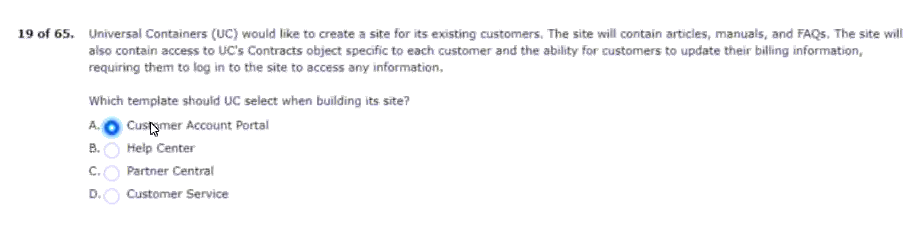 19 of 65. Universal Containers (UC) would like to create a site for its existing customers. The site will contain articles, manuals, and FAQs. The site will
also contain access to UC's Contracts object specific to each customer and the ability for customers to update their billing information,
requiring them to log in to the site to access any information.
Which template should UC select when building its site?
A. Customer Account Portal
B. Help Center
C. Partner Central
D. Customer Service